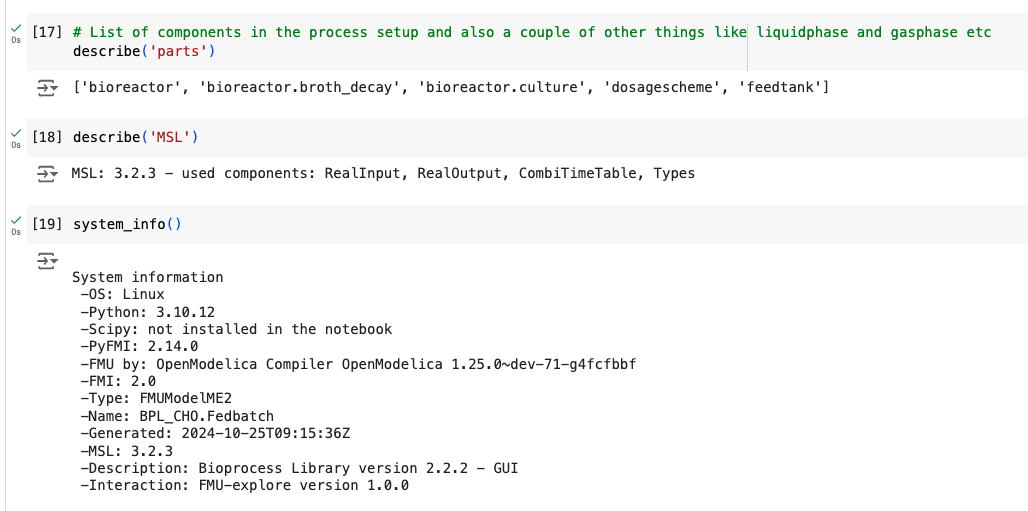 [17] # List of components in the process setup and also a couple of other things like liquidphase and gasphase etc
0s describe('parts')
['bioreactor', 'bioreactor.broth_decay', 'bioreactor.culture', 'dosagescheme', 'feedtank']
[18] describe('MSL')
0s
MSL: 3.2.3 – used components: RealInput, RealOutput, CombiTimeTable, Types
[19] system_info()
0s
System information
-OS: Linux
-Python: 3.10.12
-Scipy: not installed in the notebook
-PyFMI: 2.14.0
-FMU by: OpenModelica Compiler OpenModelica 1.25.0~dev-71-g4fcfbbf
-FMI: 2.0
-Type: FMUModelME2
-Name: BPL_CHO.Fedbatch
-Generated: 2024-10-25T09:15:36Z
-MSL: 3.2.3
-Description: Bioprocess Library version 2.2.2 - GUI
-Interaction: FMU-explore version 1.0.0